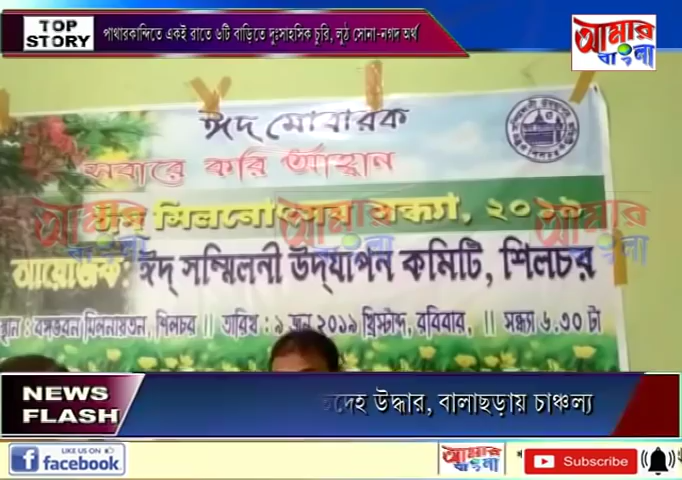 TOP STORY
পাথারকান্দিতে একই রাতে ৬টি বাড়িতে দুঃসাহসিক চুরি, লুঠ সোনা-নগদ অর্থ
আমার বাংলা
ঈদ মোবারক
সবারে করি আহ্বান
ঈদ মিলনোৎসব সন্ধ্যা, ২০১৯
আয়োজক: ঈদ্ সম্মিলনী উদ্‌যাপন কমিটি, শিলচর
স্থান : বঙ্গভবন মিলনায়তন, শিলচর || তারিখ : ৯ জুন ২০১৯ খ্রিস্টাব্দ, রবিবার, || সন্ধ্যা ৬.৩০ টা
NEWS FLASH
উদ্ধার, বালাছড়ায় চাঞ্চল্য
LIKE US ON facebook
আমার বাংলা
Subscribe